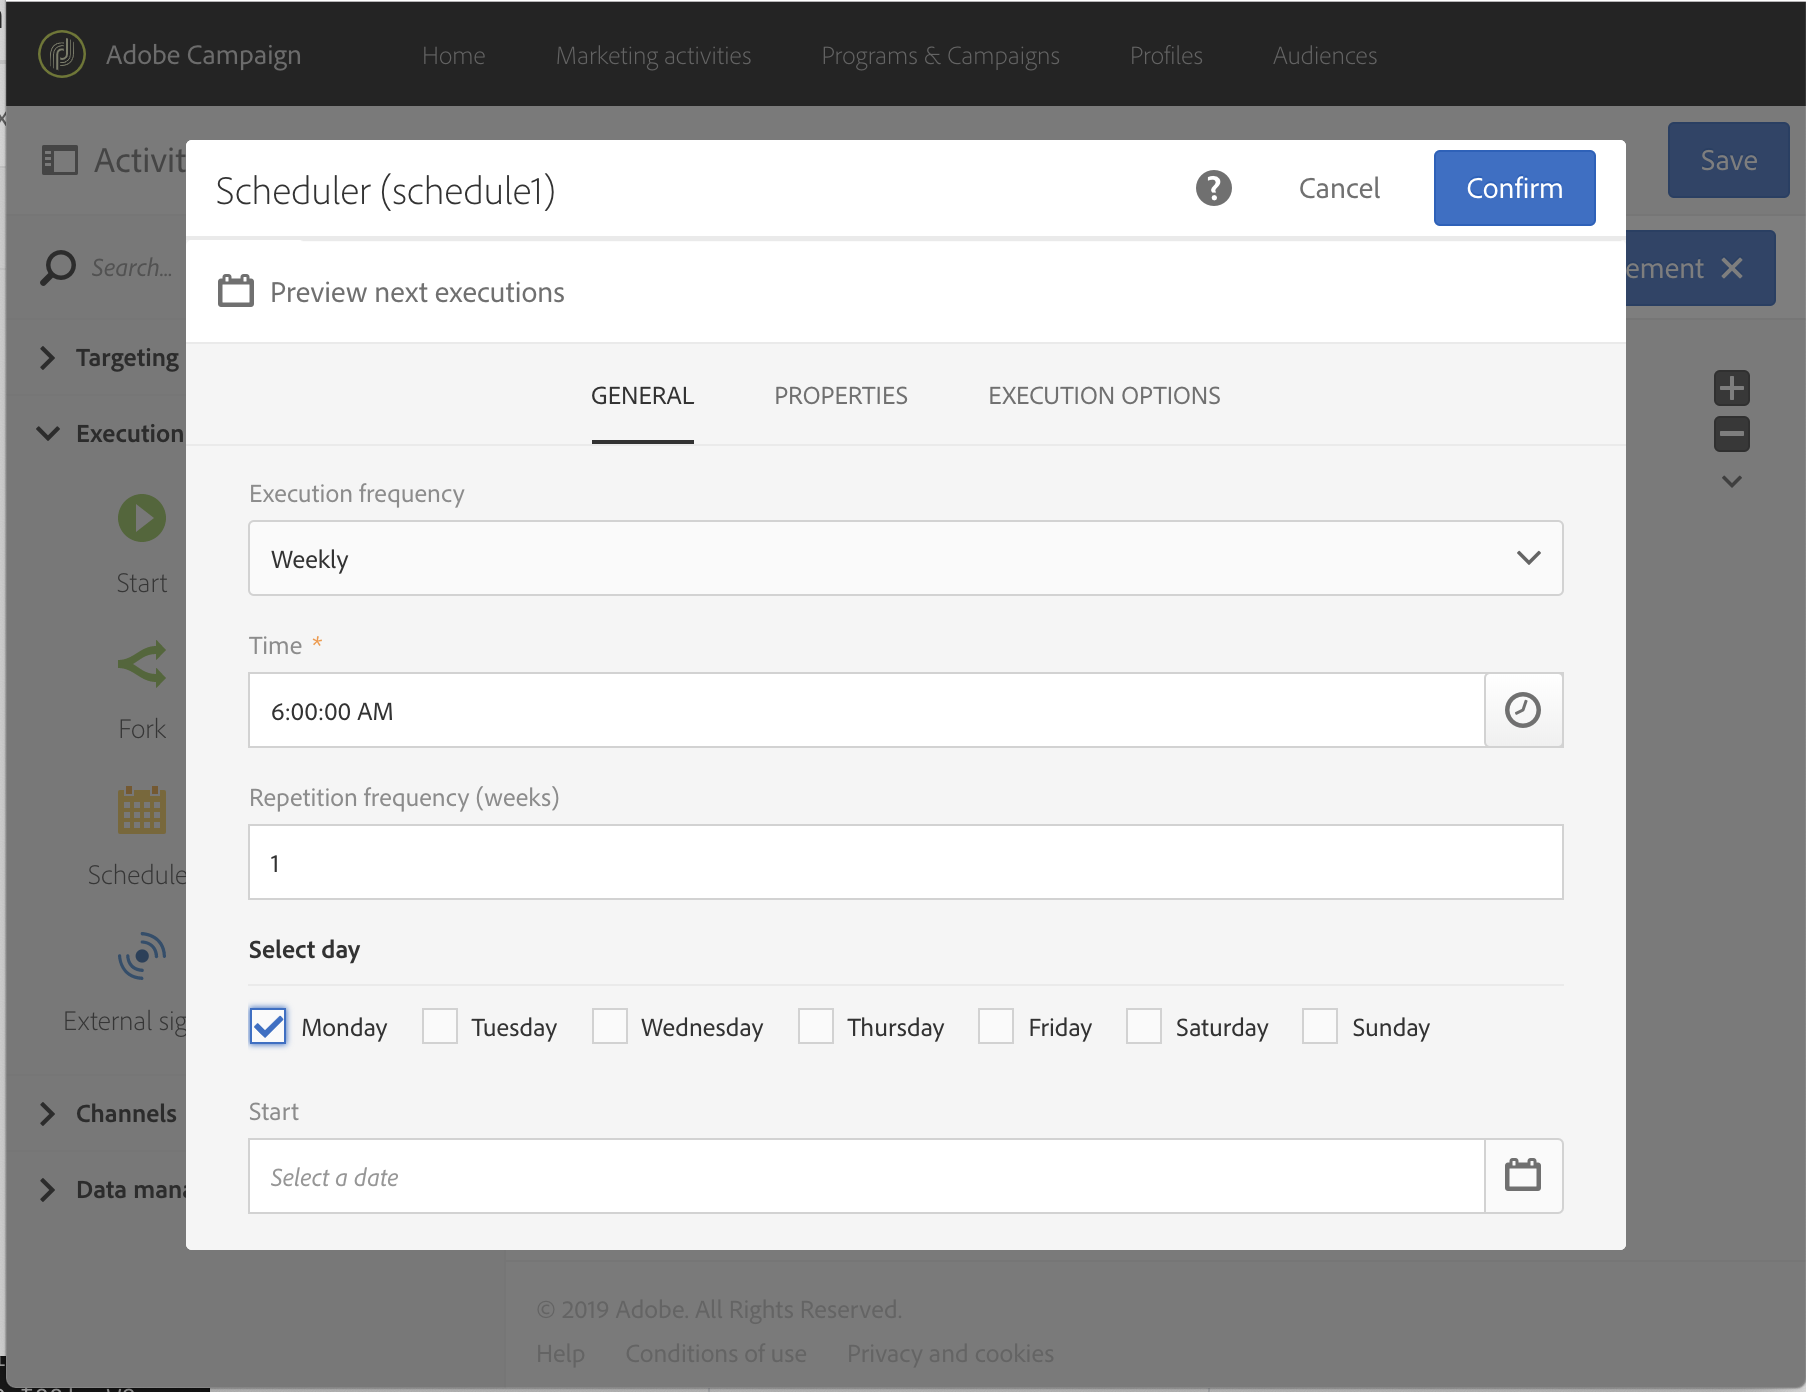 Adobe Campaign Home Marketing activities Programs & Campaigns Profiles Audiences
Activit
Save
Scheduler (schedule1)
Cancel
Confirm
Search...
ement
Preview next executions
Targeting
GENERAL PROPERTIES EXECUTION OPTIONS
Execution
Execution frequency
Weekly
Start
Time *
6:00:00 AM
Fork
Repetition frequency (weeks)
1
Schedule
Select day
Monday Tuesday Wednesday Thursday Friday Saturday Sunday
External sig
Start
Channels
Select a date
Data mana
© 2019 Adobe. All Rights Reserved.
Help Conditions of use Privacy and cookies